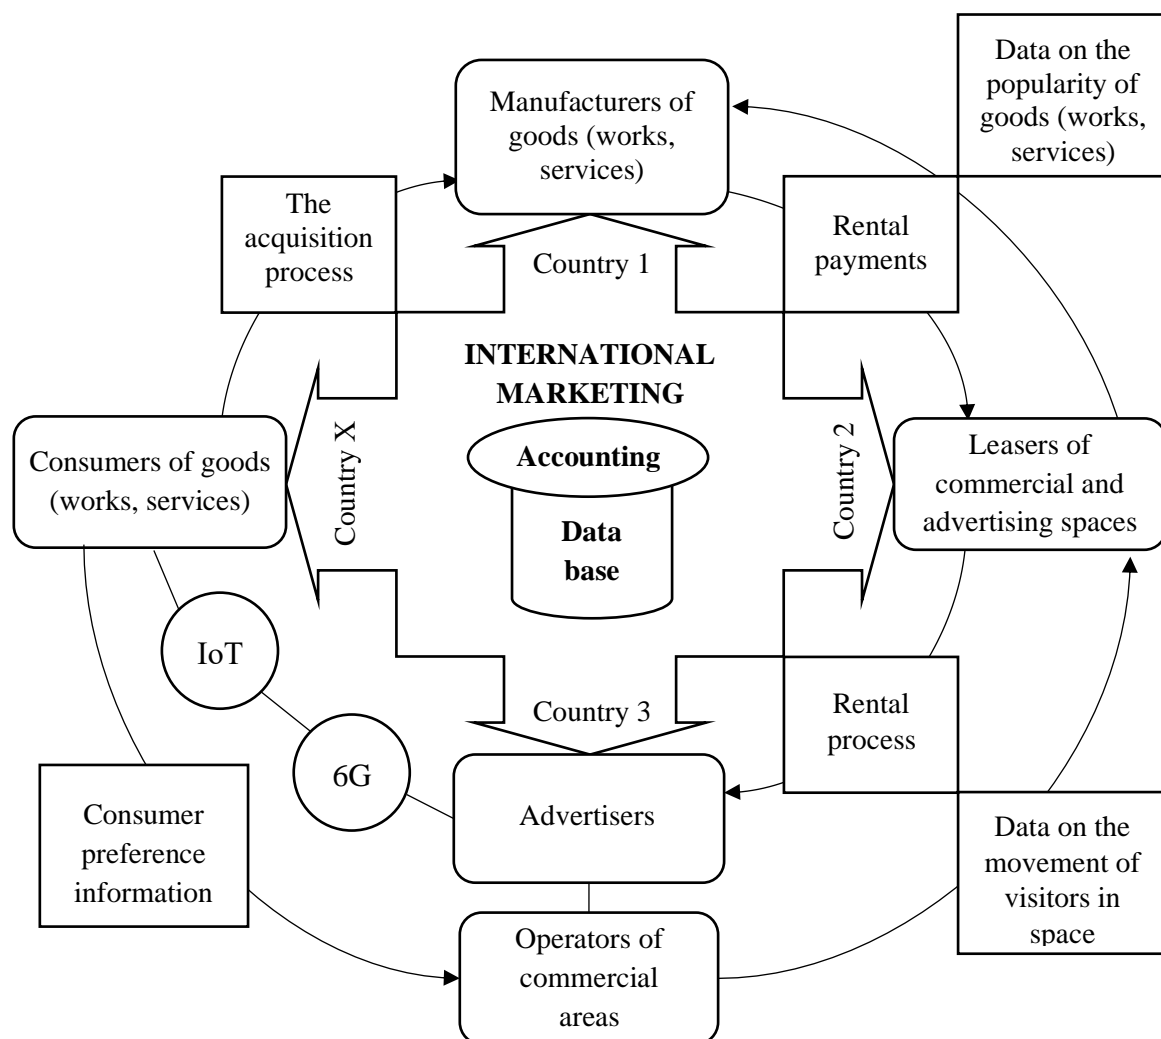 Manufacturers of
goods (works,
services)
Data on the
popularity of
goods (works,
services)
The
acquisition
process
Rental
payments
Country 1
INTERNATIONAL
MARKETING
Accounting
Data
base
Country X
Country 2
Consumers of goods
(works, services)
Leasers of
commercial and
advertising spaces
IoT
6G
Country 3
Rental
process
Consumer
preference
information
Advertisers
Data on the
movement of
visitors in
space
Operators of
commercial
areas